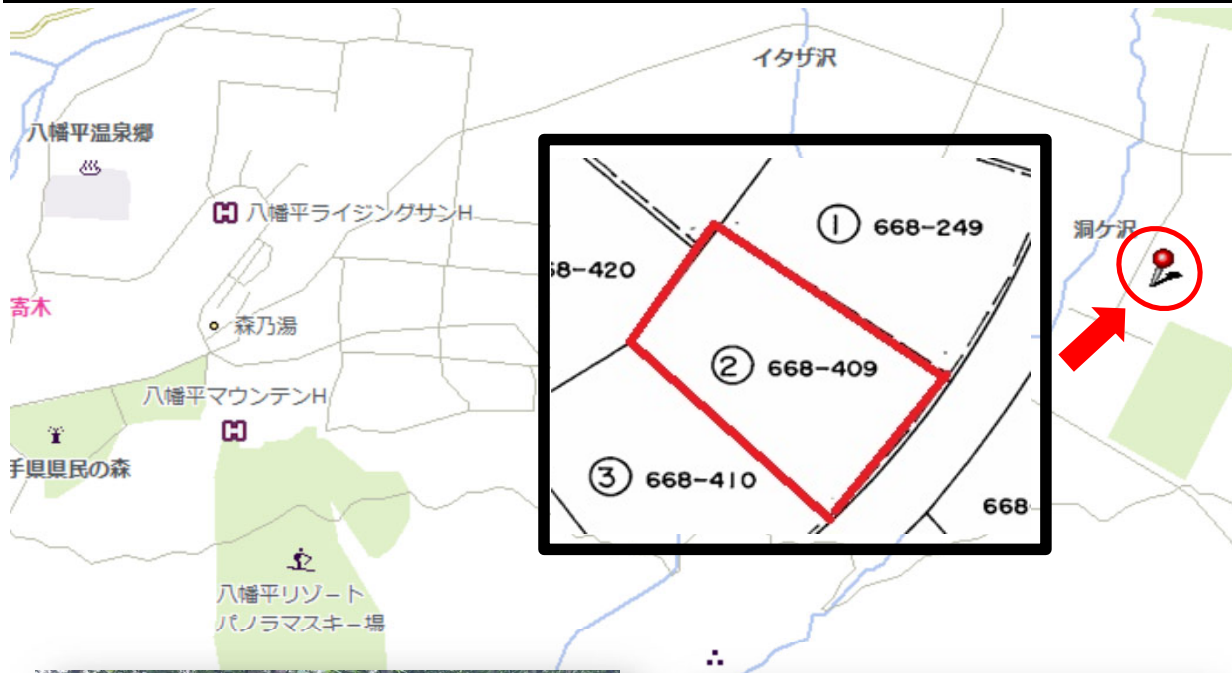 イタザ沢
八幡平温泉郷
八幡平ライジングサンH
洞ケ沢
寄木
森乃湯
八幡平マウンテンH
手県県民の森
八幡平リゾート
パノラマスキー場
① 668-249
68-420
② 668-409
③ 668-410
668